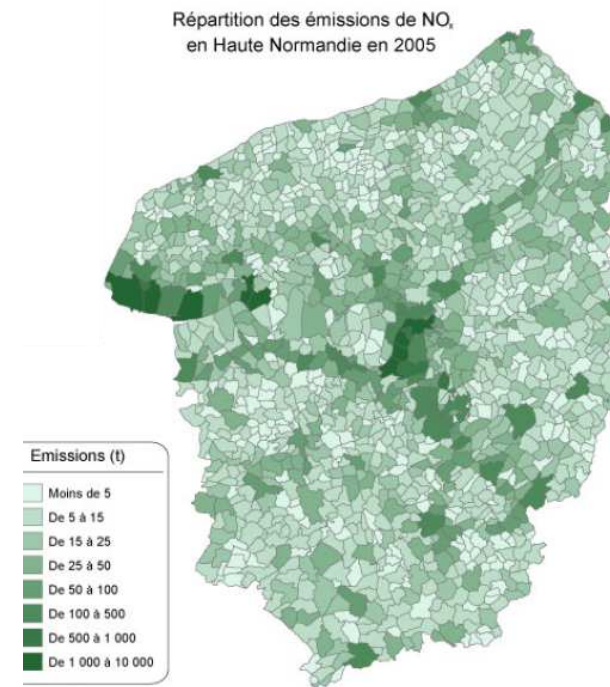 Répartition des émissions de NOx
en Haute Normandie en 2005
Emissions (t)
Moins de 5
De 5 à 15
De 15 à 25
De 25 à 50
De 50 à 100
De 100 à 500
De 500 à 1 000
De 1 000 à 10 000